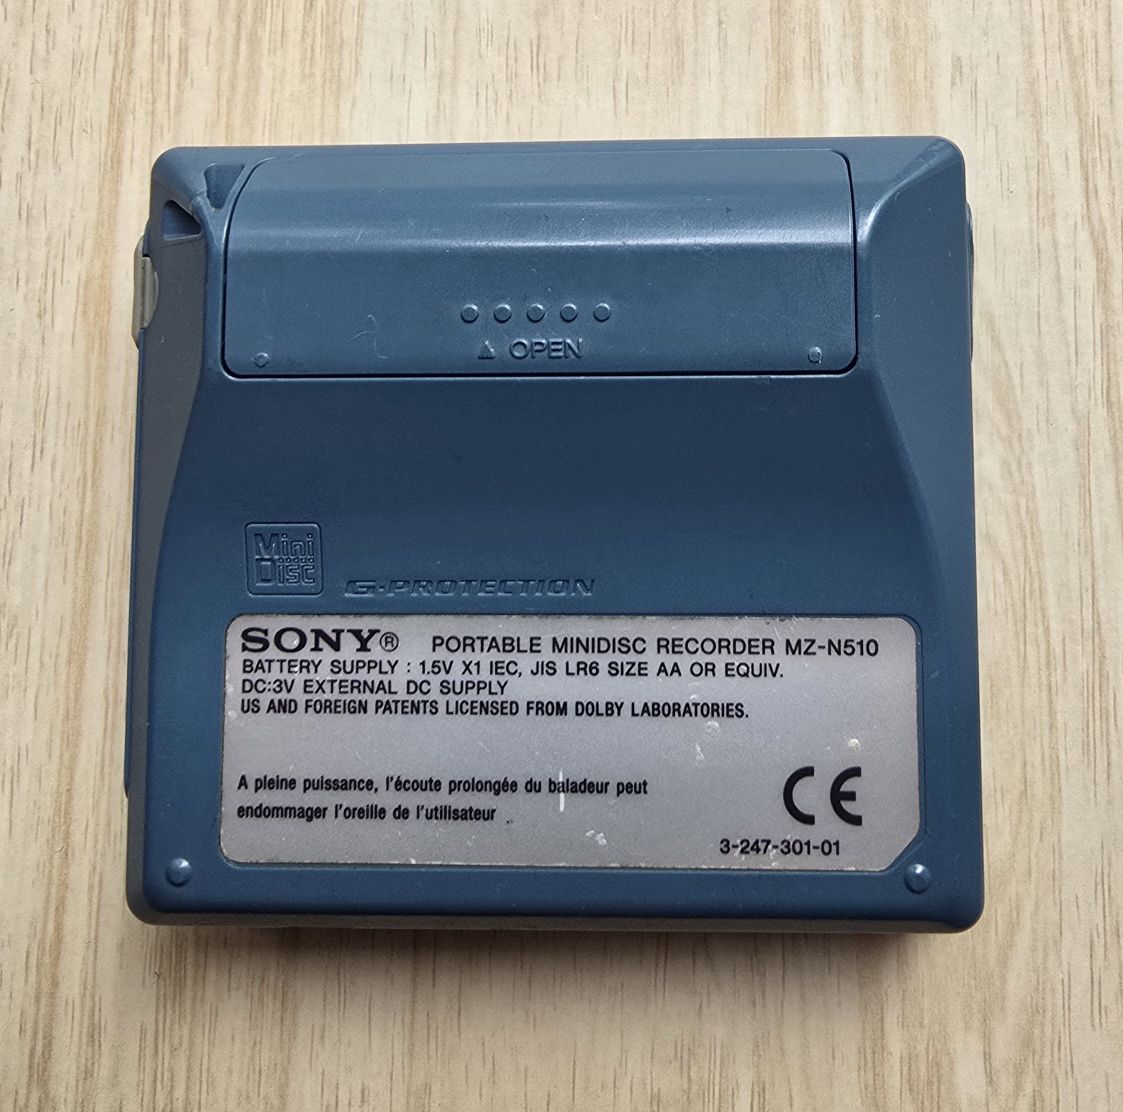 △ OPEN
Mini
Disc
G-PROTECTION
SONY® PORTABLE MINIDISC RECORDER MZ-N510
BATTERY SUPPLY : 1.5V X1 IEC, JIS LR6 SIZE AA OR EQUIV.
DC:3V EXTERNAL DC SUPPLY
US AND FOREIGN PATENTS LICENSED FROM DOLBY LABORATORIES.
A pleine puissance, l'écoute prolongée du baladeur peut
endommager l'oreille de l'utilisateur
CE
3-247-301-01